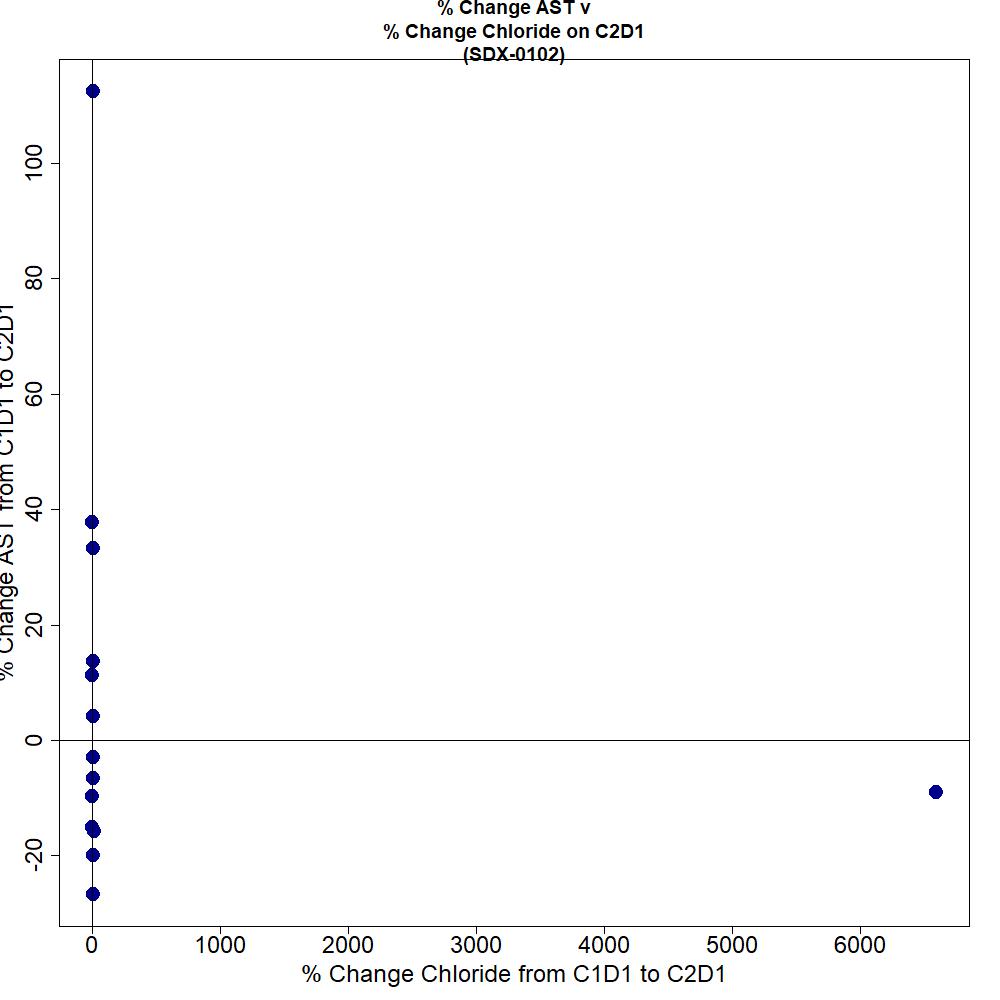 % Change AST v
% Change Chloride on C2D1
(SDX-0102)
100
80
60
40
20
0
-20
% Change AST from C1D1 to C2D1
0 1000 2000 3000 4000 5000 6000
% Change Chloride from C1D1 to C2D1